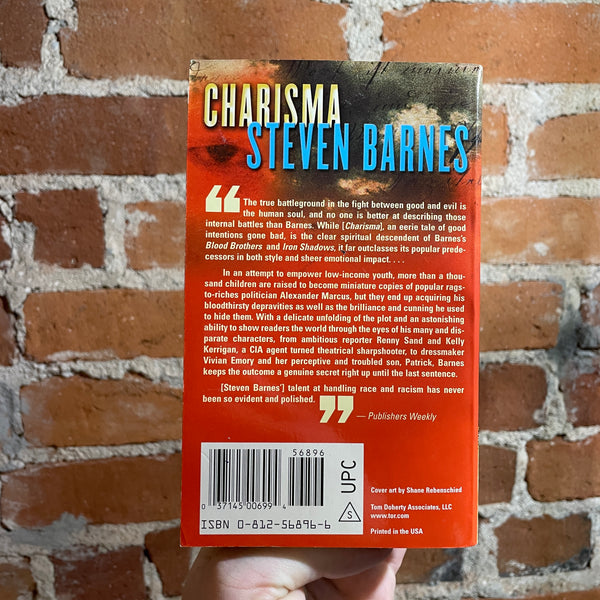 CHARISMA
STEVEN BARNES
“ The true battleground in the fight between good and evil is
the human soul, and no one is better at describing those
internal battles than Barnes. While [Charisma], an eerie tale of good
intentions gone bad, is the clear spiritual descendent of Barnes's
Blood Brothers and Iron Shadows, it far outclasses its popular prede-
cessors in both style and sheer emotional impact. . . .
In an attempt to empower low-income youth, more than a thou-
sand children are raised to become miniature copies of popular rags-
to-riches politician Alexander Marcus, but they end up acquiring his
bloodthirsty depravities as well as the brilliance and cunning he used
to hide them. With a delicate unfolding of the plot and an astonishing
ability to show readers the world through the eyes of his many and dis-
parate characters, from ambitious reporter Renny Sand and Kelly
Kerrigan, a CIA agent turned theatrical sharpshooter, to dressmaker
Vivian Emory and her perceptive and troubled son, Patrick, Barnes
keeps the outcome a genuine secret right up until the last sentence.
[Steven Barnes'] talent at handling race and racism has never
been so evident and polished. ”
— Publishers Weekly
56896
0 37145 00699 4
UPC
S
ISBN 0-812-56896-6
Cover art by Shane Rebenschied
Tom Doherty Associates, LLC
www.tor.com
Printed in the USA